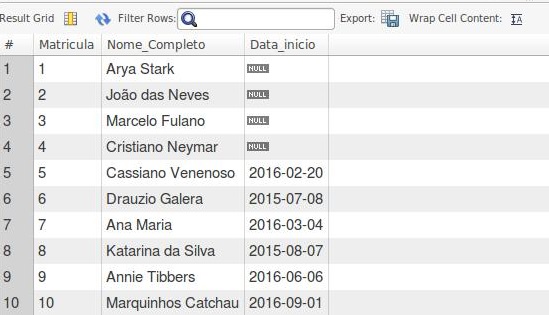 Result Grid Filter Rows: Export: Wrap Cell Content: IA
# Matricula Nome_Completo Data_inicio
1 1 Arya Stark NULL
2 2 João das Neves NULL
3 3 Marcelo Fulano NULL
4 4 Cristiano Neymar NULL
5 5 Cassiano Venenoso 2016-02-20
6 6 Drauzio Galera 2015-07-08
7 7 Ana Maria 2016-03-04
8 8 Katarina da Silva 2015-08-07
9 9 Annie Tibbers 2016-06-06
10 10 Marquinhos Catchau 2016-09-01